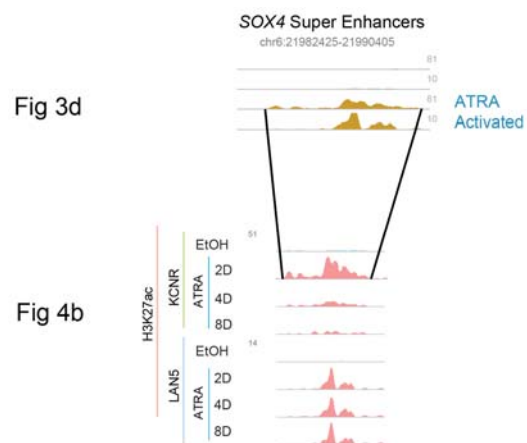 SOX4 Super Enhancers
chr6:21982425-21990405
61
10
Fig 3d
61
ATRA
10
Activated
51
EtOH
2D
4D
8D
ATRA
KCNR
H3K27ac
Fig 4b
14
EtOH
2D
4D
8D
ATRA
LAN5